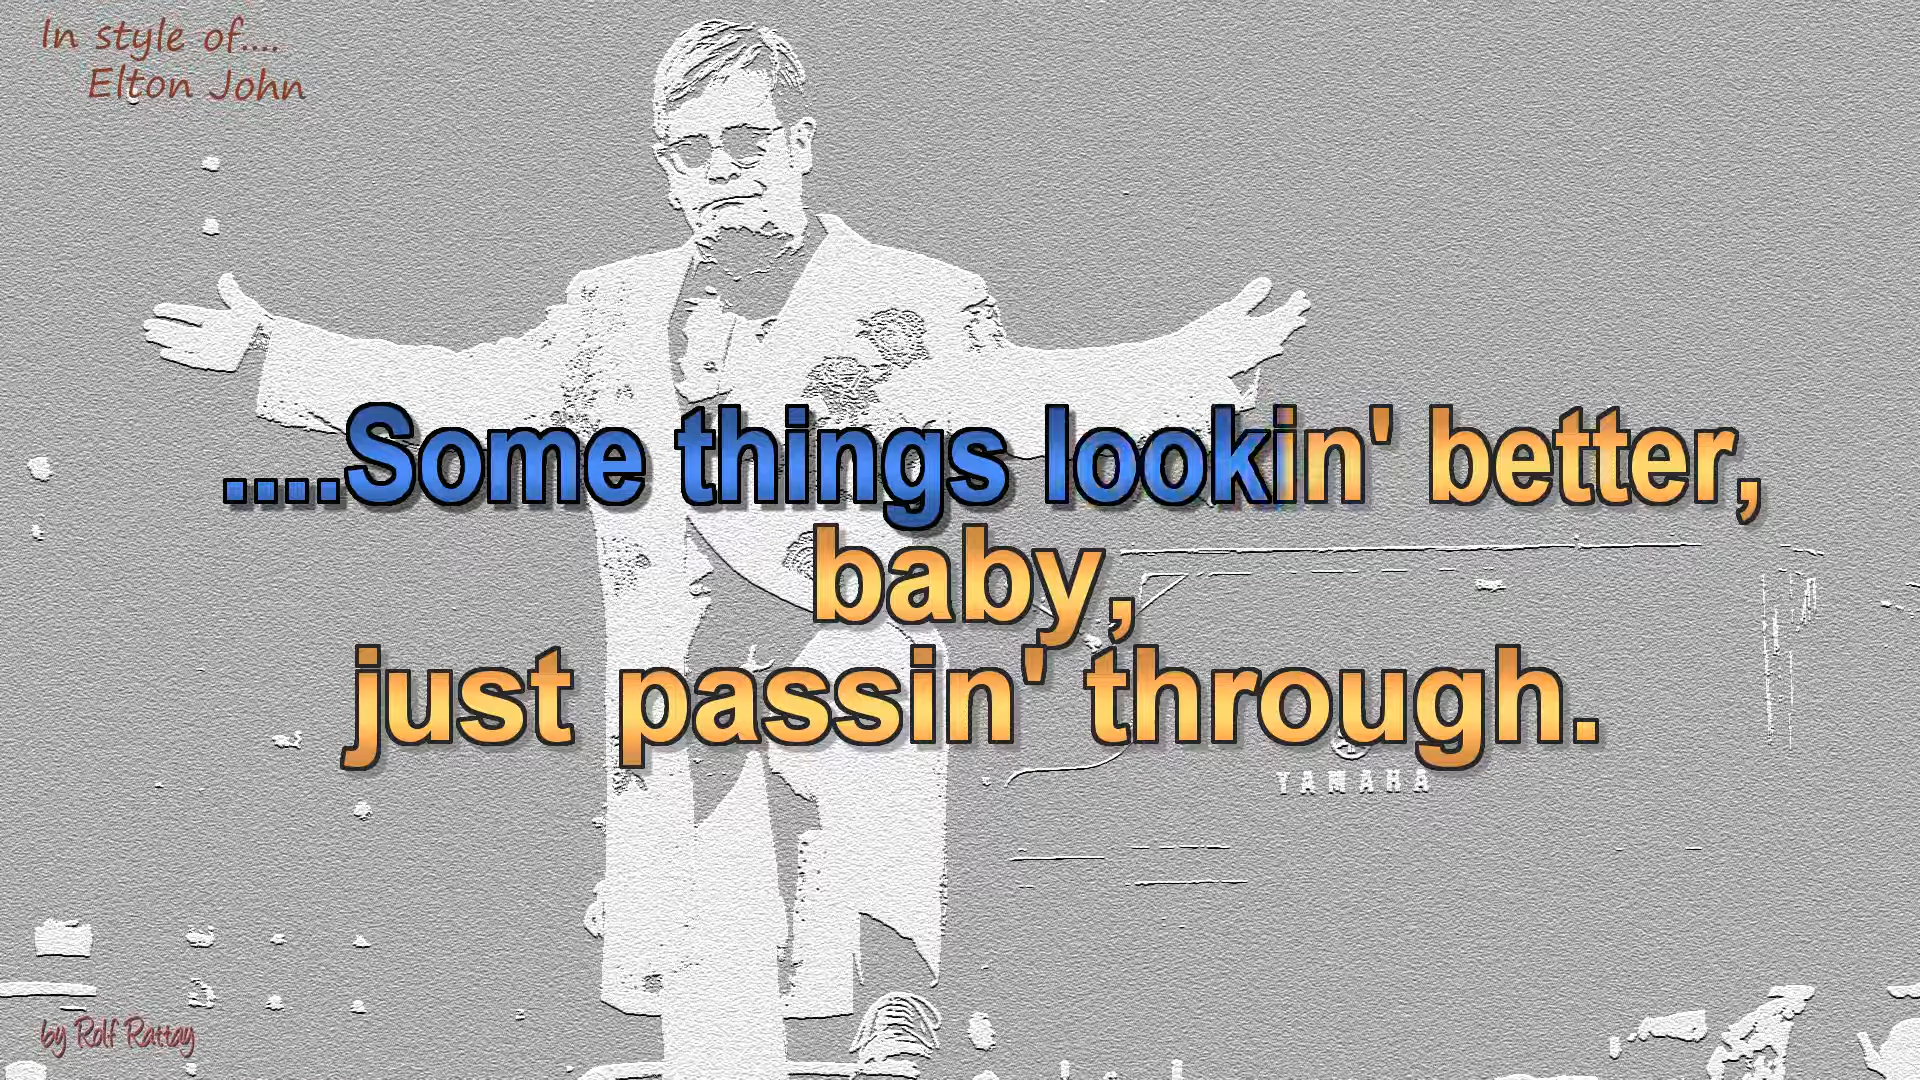 In style of....
Elton John
....Some things lookin' better,
baby,
just passin' through.
YAMAHA
by Rolf Rattay